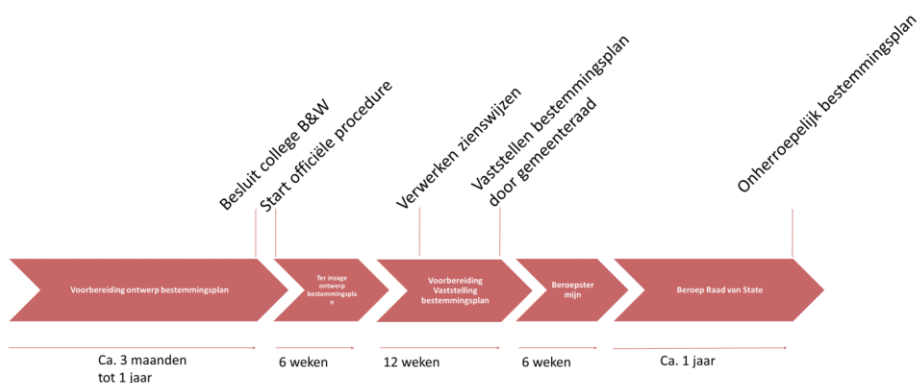 Besluit college B&W
Start officiële procedure
Verwerken zienswijzen
Vaststellen bestemmingsplan
door gemeenteraad
Onherroepelijk bestemmingsplan
Voorbereiding ontwerp bestemmingsplan
Ter inzage
ontwerp
bestemmingspla
n
Voorbereiding
Vaststelling
bestemmingsplan
Beroepster
mijn
Beroep Raad van State
Ca. 3 maanden
tot 1 jaar
6 weken
12 weken
6 weken
Ca. 1 jaar